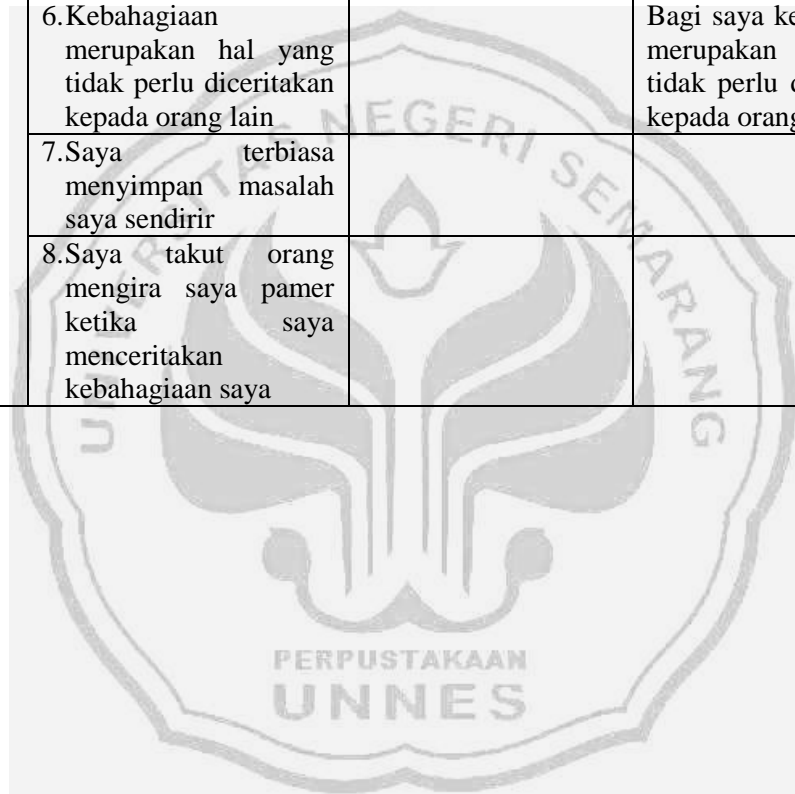 6.Kebahagiaan
merupakan hal yang
tidak perlu diceritakan
kepada orang lain
Bagi saya
merupakan
tidak perlu
kepada
7.Saya terbiasa
menyimpan masalah
saya sendirir
8.Saya takut orang
mengira saya pamer
ketika saya
menceritakan
kebahagiaan saya
UNIVERSITAS NEGERI SEMARANG
PERPUSTAKAAN
UNNES